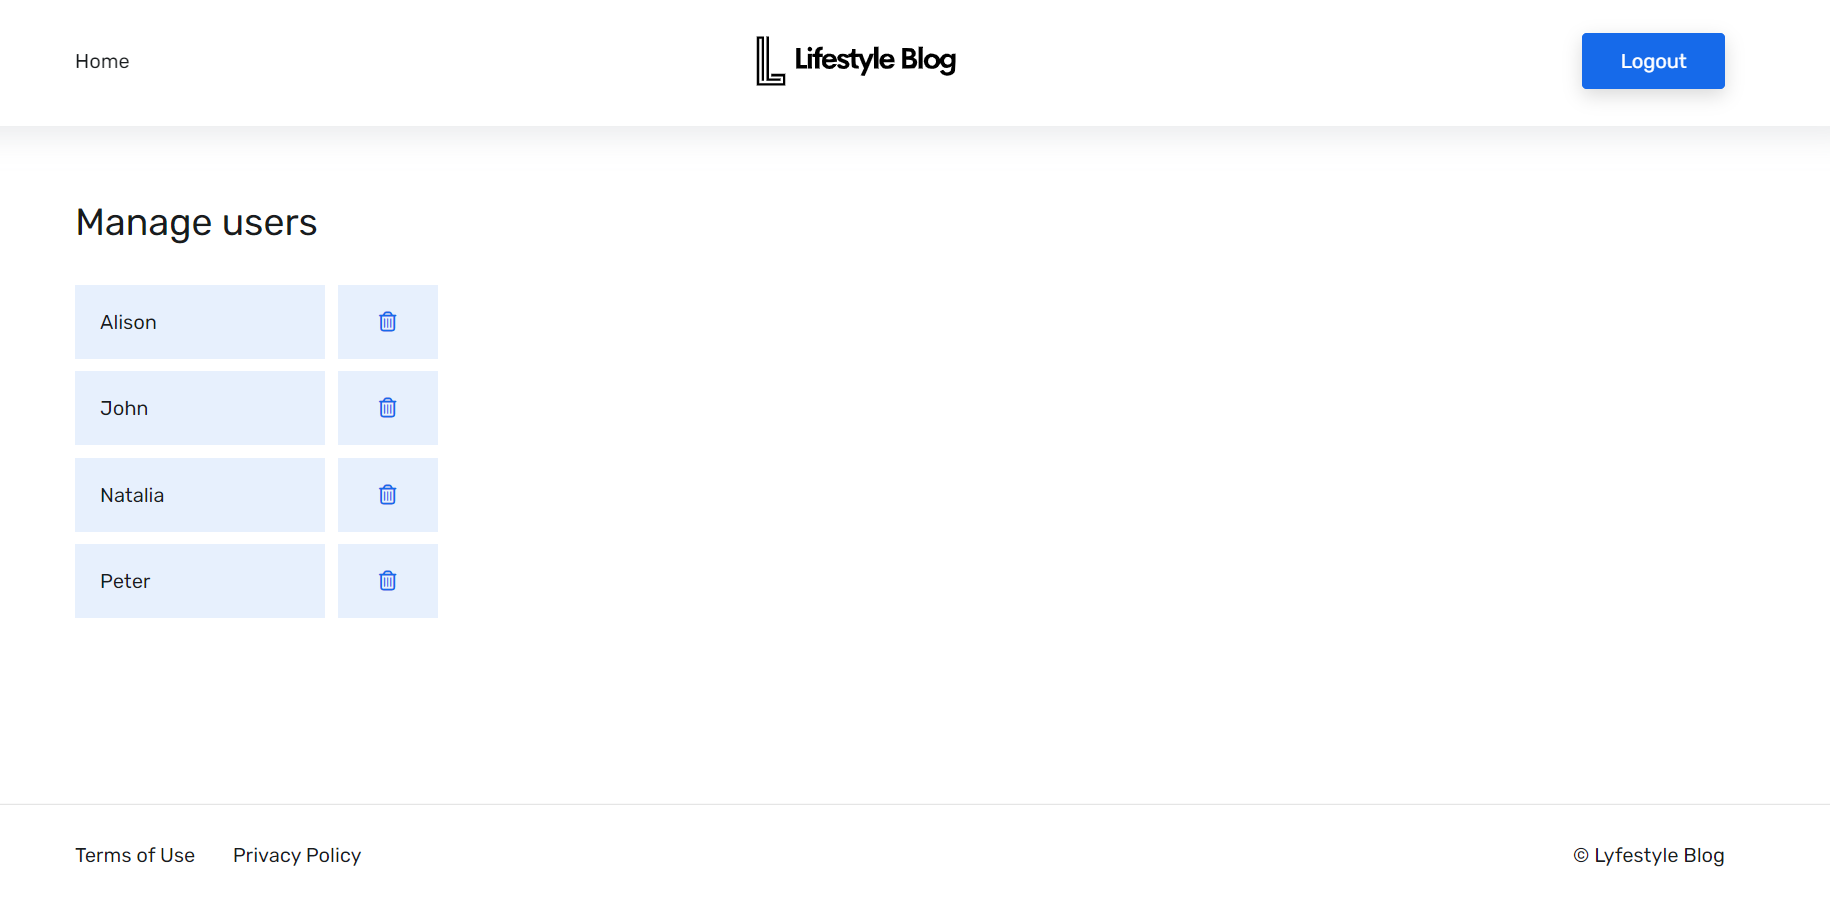 Home
Lifestyle Blog
Logout
Manage users
Alison
John
Natalia
Peter
Terms of Use
Privacy Policy
© Lyfestyle Blog